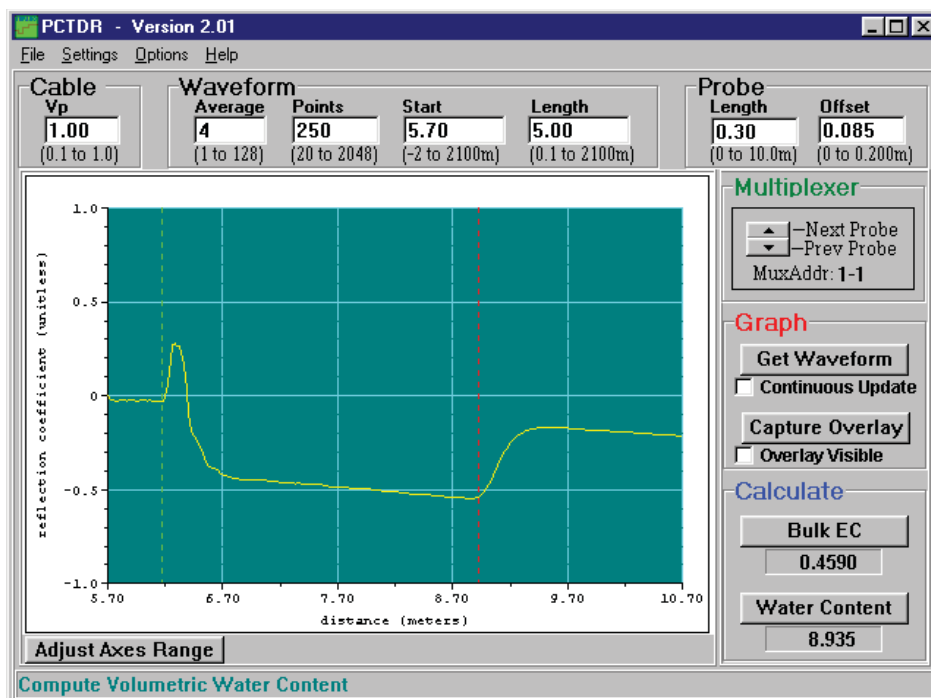 PCTDR - Version 2.01
File Settings Options Help
Cable
Vp
1.00
(0.1 to 1.0)
Waveform
Average Points Start Length
4 250 5.70 5.00
(1 to 128) (20 to 2048) (-2 to 2100m) (0.1 to 2100m)
Probe
Length Offset
0.30 0.085
(0 to 10.0m) (0 to 0.200m)
reflection coefficient (unitless)
1.0
0.5
0
-0.5
-1.0
5.70 6.70 7.70 8.70 9.70 10.70
distance (meters)
Adjust Axes Range
Multiplexer
Next Probe
Prev Probe
MuxAddr: 1-1
Graph
Get Waveform
Continuous Update
Capture Overlay
Overlay Visible
Calculate
Bulk EC
0.4590
Water Content
8.935
Compute Volumetric Water Content